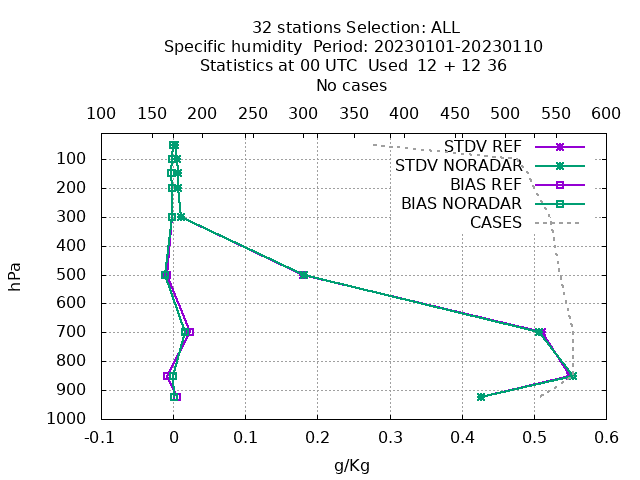 32 stations Selection: ALL
Specific humidity  Period: 20230101-20230110
Statistics at 00 UTC  Used  12 + 12 36
No cases
100 150 200 250 300 350 400 450 500 550 600
STDV REF
STDV NORADAR
BIAS REF
BIAS NORADAR
CASES
100
200
300
400
500
600
700
800
900
1000
hPa
-0.1 0 0.1 0.2 0.3 0.4 0.5 0.6
g/Kg